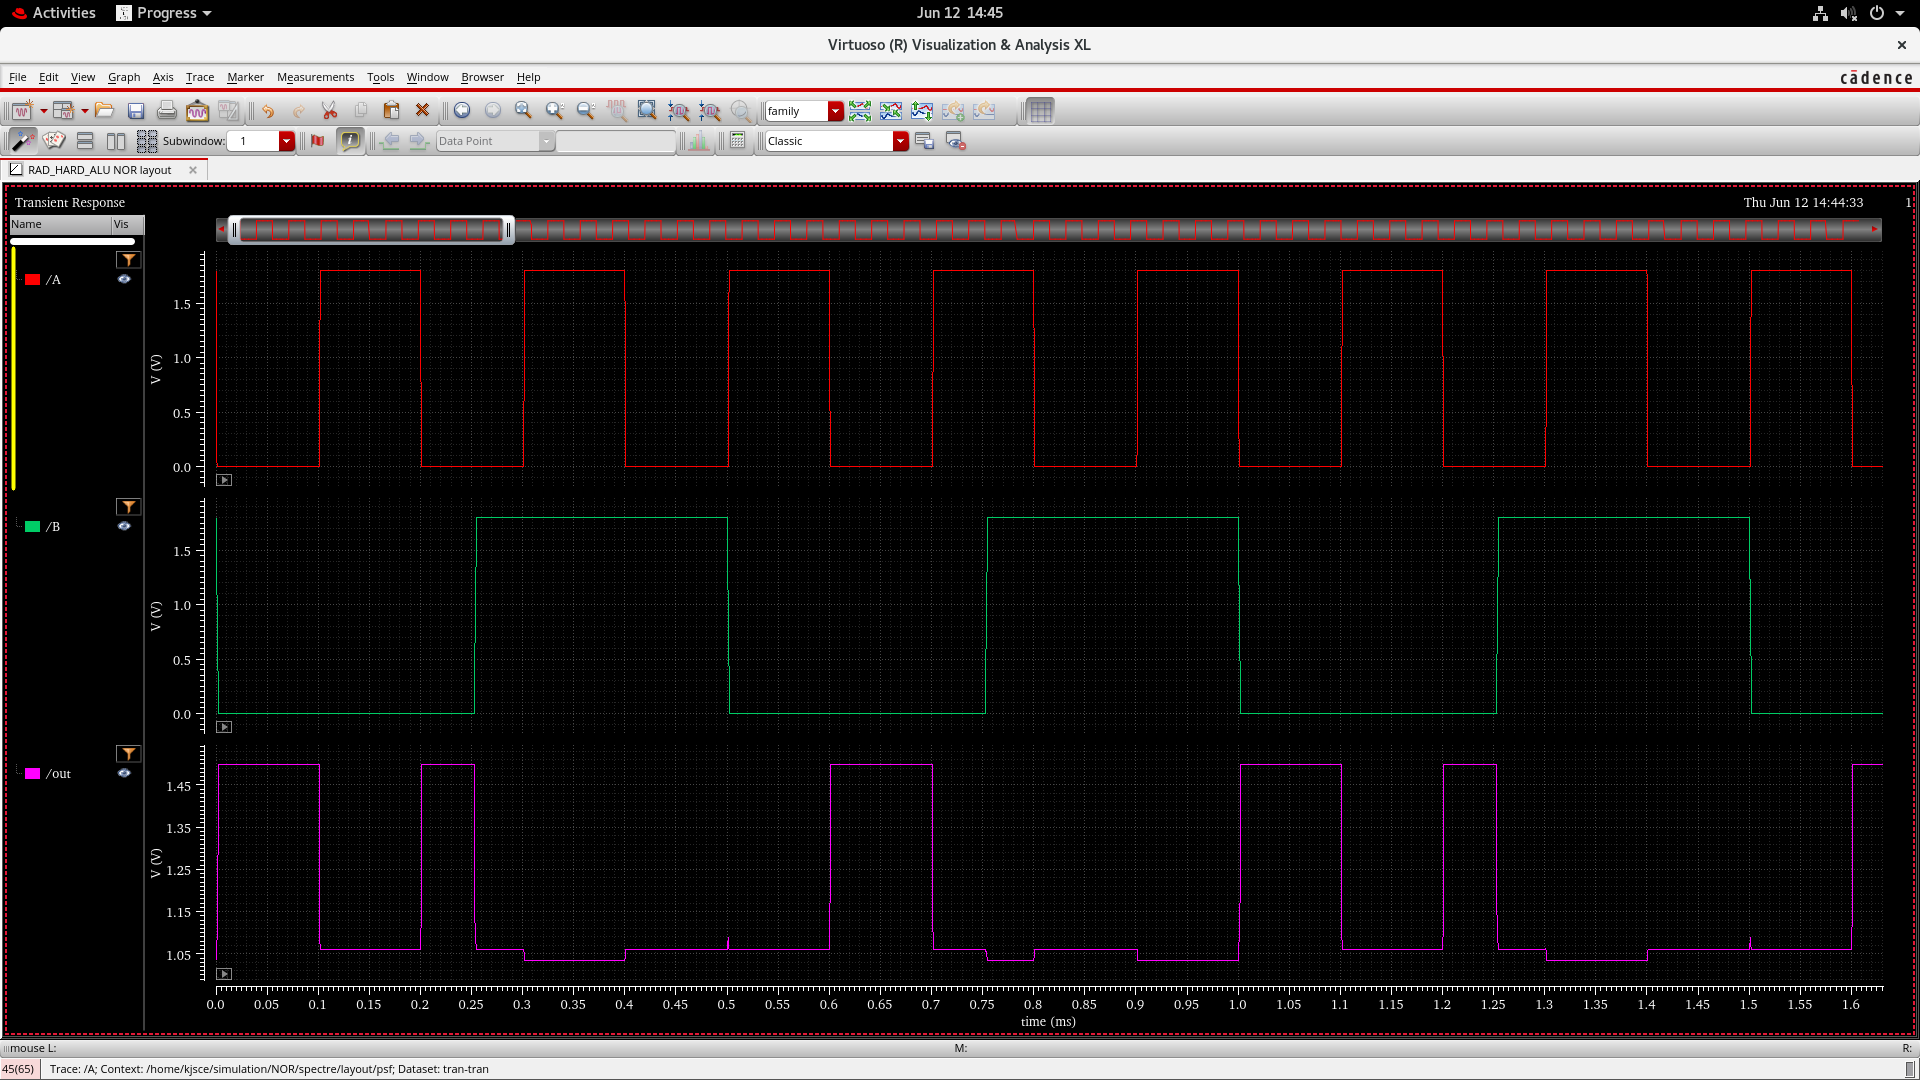 Activities Progress Jun 12 14:45
Virtuoso (R) Visualization & Analysis XL
File Edit View Graph Axis Trace Marker Measurements Tools Window Browser Help cādence
family
Subwindow: 1 Data Point Classic
RAD_HARD_ALU NOR layout
Transient Response Thu Jun 12 14:44:33 1
Name Vis
/A
1.5
1.0
0.5
0.0
V (V)
/B
1.5
1.0
0.5
0.0
V (V)
/out
1.45
1.35
1.25
1.15
1.05
V (V)
0.0 0.05 0.1 0.15 0.2 0.25 0.3 0.35 0.4 0.45 0.5 0.55 0.6 0.65 0.7 0.75 0.8 0.85 0.9 0.95 1.0 1.05 1.1 1.15 1.2 1.25 1.3 1.35 1.4 1.45 1.5 1.55 1.6
time (ms)
mouse L: M: R:
45(65) Trace: /A; Context: /home/kjsce/simulation/NOR/spectre/layout/psf; Dataset: tran-tran